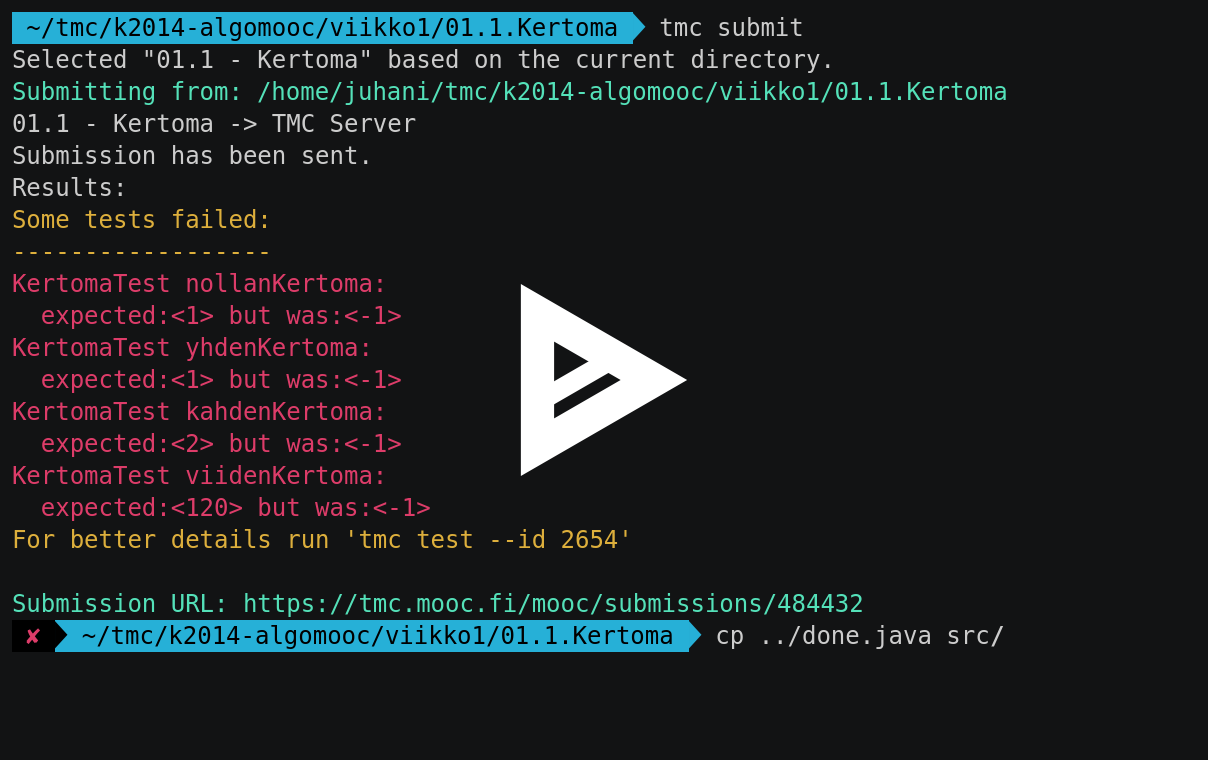 ~/tmc/k2014-algomooc/viikko1/01.1.Kertoma tmc submit
Selected "01.1 - Kertoma" based on the current directory.
Submitting from: /home/juhani/tmc/k2014-algomooc/viikko1/01.1.Kertoma
01.1 - Kertoma -> TMC Server
Submission has been sent.
Results:
Some tests failed:
------------------
KertomaTest nollanKertoma:
  expected:<1> but was:<-1>
KertomaTest yhdenKertoma:
  expected:<1> but was:<-1>
KertomaTest kahdenKertoma:
  expected:<2> but was:<-1>
KertomaTest viidenKertoma:
  expected:<120> but was:<-1>
For better details run 'tmc test --id 2654'
Submission URL: https://tmc.mooc.fi/mooc/submissions/484432
✘ ~/tmc/k2014-algomooc/viikko1/01.1.Kertoma cp ../done.java src/